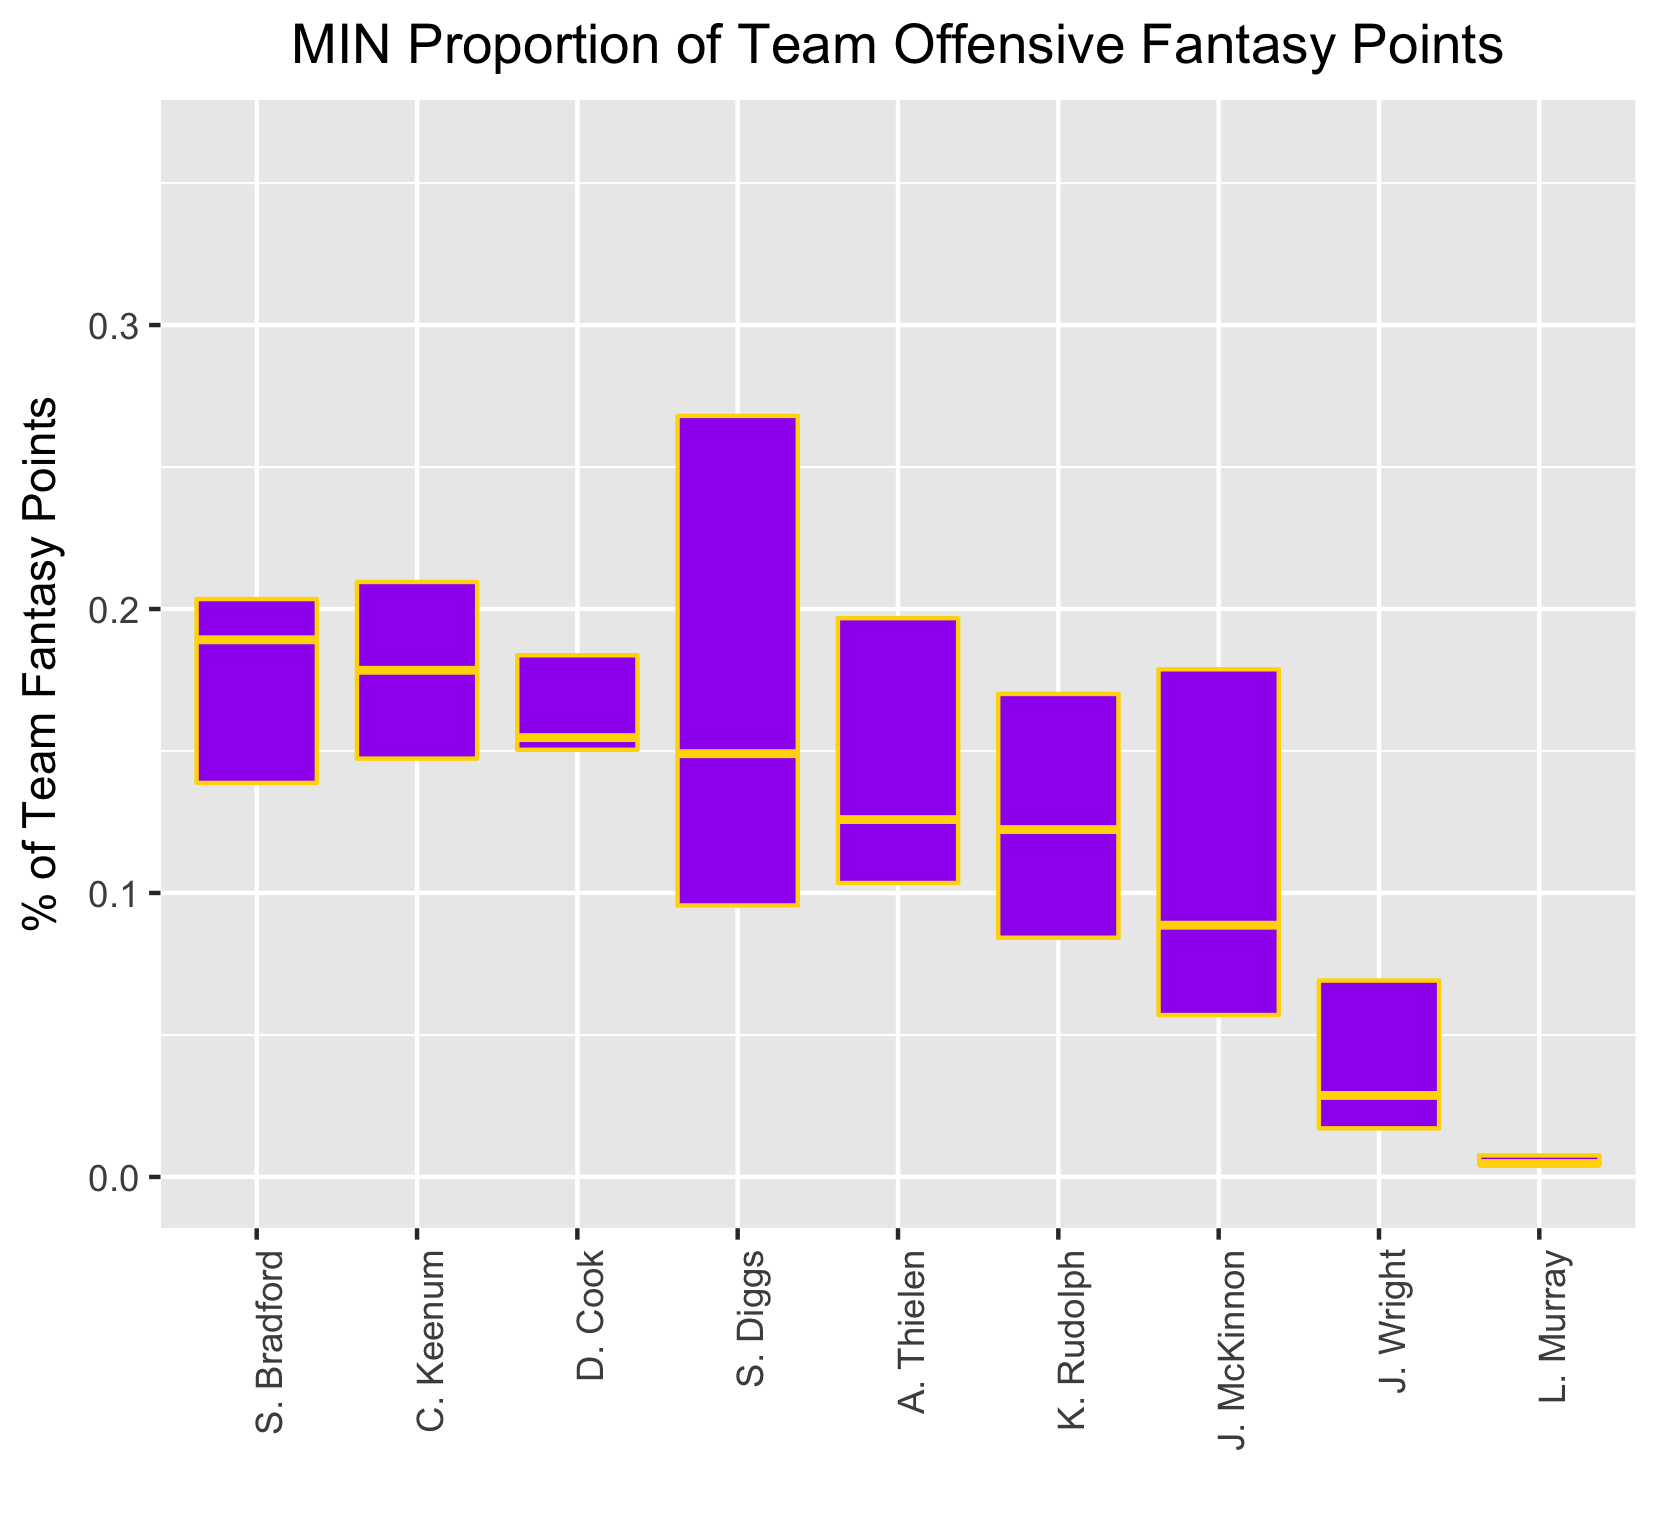 MIN Proportion of Team Offensive Fantasy Points
% of Team Fantasy Points
0.3
0.2
0.1
0.0
S. Bradford
C. Keenum
D. Cook
S. Diggs
A. Thielen
K. Rudolph
J. McKinnon
J. Wright
L. Murray